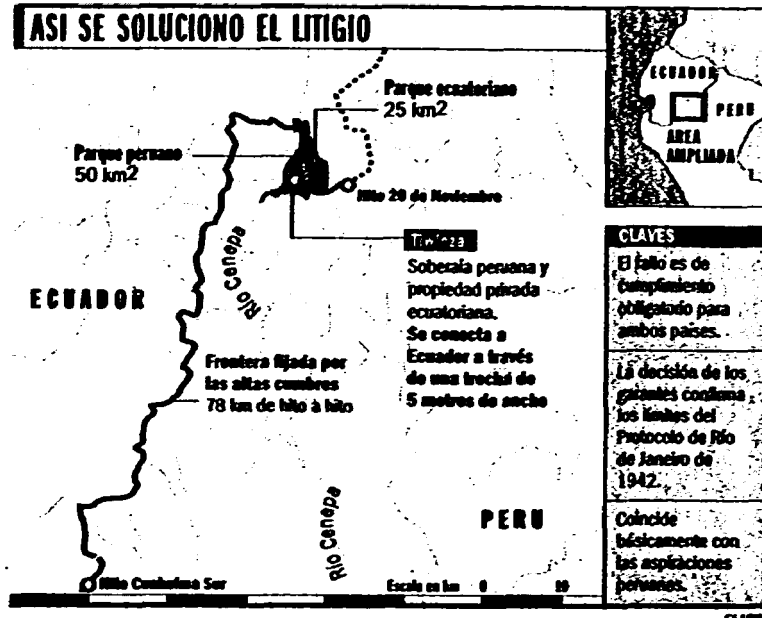 ASI SE SOLUCIONO EL LITIGIO
Parque ecuatoriano
25 km2
Parque peruano
50 km2
Hito 20 de Noviembre
Tiwinza
Soberaía peruana y
propiedad privada
ecuatoriana.
Se conecta a
Ecuador a través
de una trocha de
5 metros de ancho
ECUADOR
Río Cenepa
Frontera fijada por
las altas cumbres
78 km de hito a hito
PERU
Río Cenepa
Hito Cunhuime Sur
Escala en km 0
ECUADOR
PERU
AREA
AMPLIADA
CLAVES
El fallo es de
cumplimiento
obligatorio para
ambos países.
La decisión de los
garantes confirma
los límites del
Protocolo de Río
de Janeiro de
1942.
Coincide
básicamente con
las aspiraciones
peruanas.